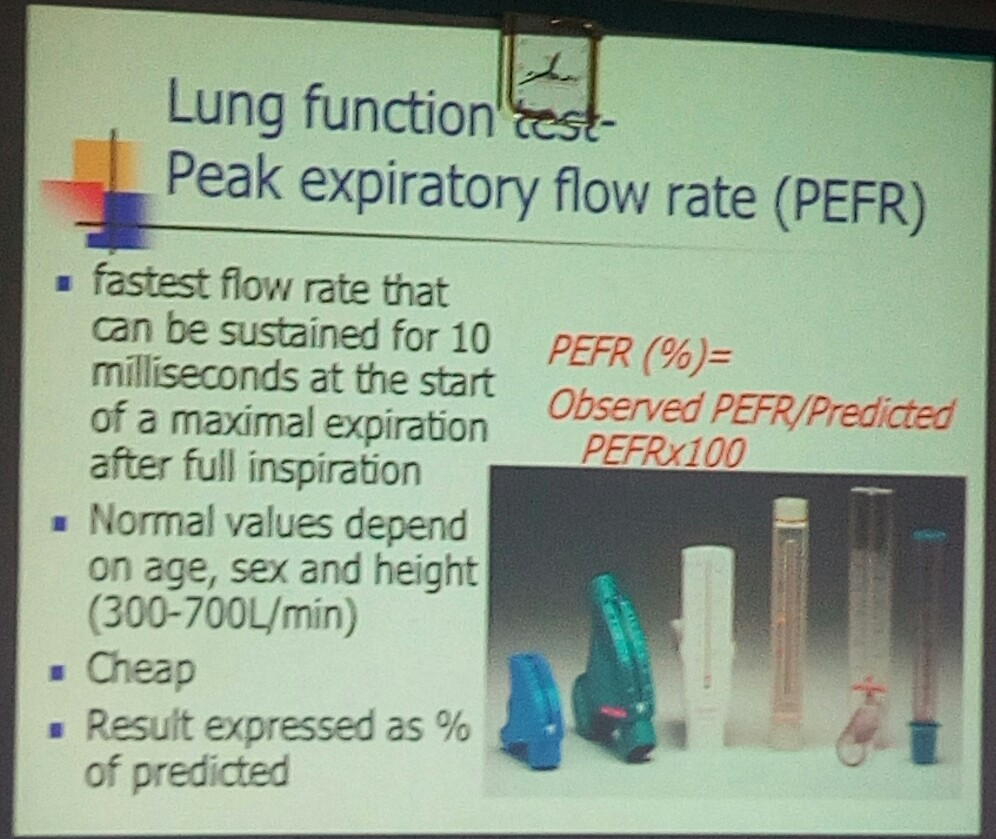 Lung function test-
Peak expiratory flow rate (PEFR)
▪ fastest flow rate that
can be sustained for 10
milliseconds at the start
of a maximal expiration
after full inspiration
▪ Normal values depend
on age, sex and height
(300-700L/min)
▪ Cheap
▪ Result expressed as %
of predicted
PEFR (%)=
Observed PEFR/Predicted
PEFRx100